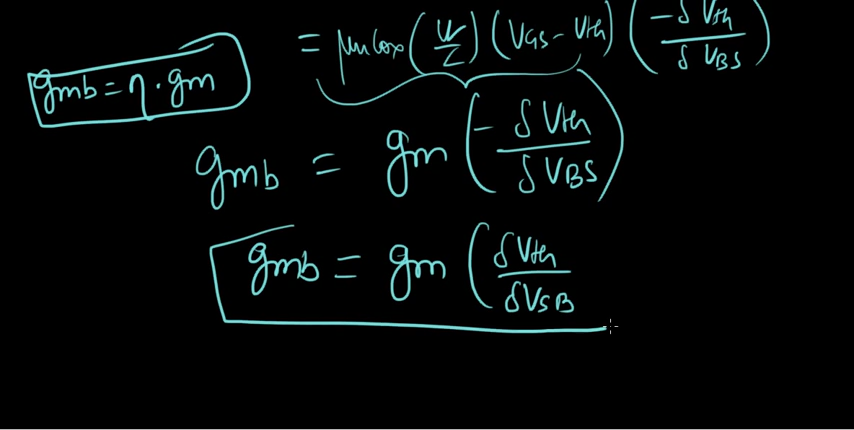 = μnCox (W/L) (VGS - Vth) (-δVth/δVBS)
gmb = η · gm
gmb = gm (-δVth/δVBS)
gmb = gm (δVth/δVSB